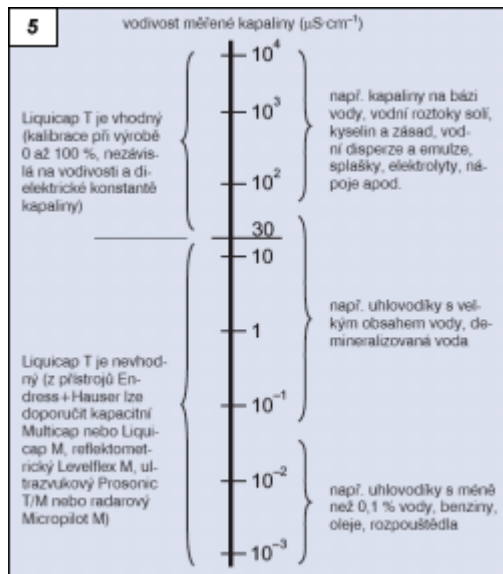 5
vodivost měřené kapaliny (µS·cm⁻¹)
Liquicap T je vhodný
(kalibrace při výrobě
0 až 100 %, nezávis-
lá na vodivosti a di-
elektrické konstantě
kapaliny)
Liquicap T je nevhod-
ný (z přístrojů En-
dress+Hauser lze
doporučit kapacitní
Multicap nebo Liqui-
cap M, reflektomet-
rický Levelflex M, ul-
trazvukový Prosonic
T/M nebo radarový
Micropilot M)
10⁴
10³
10²
30
10
1
10⁻¹
10⁻²
10⁻³
např. kapaliny na bázi
vody, vodní roztoky solí,
kyselin a zásad, vod-
ní disperze a emulze,
splašky, elektrolyty, ná-
poje apod.
např. uhlovodíky s vel-
kým obsahem vody, de-
mineralizovaná voda
např. uhlovodíky s méně
než 0,1 % vody, benziny,
oleje, rozpouštědla